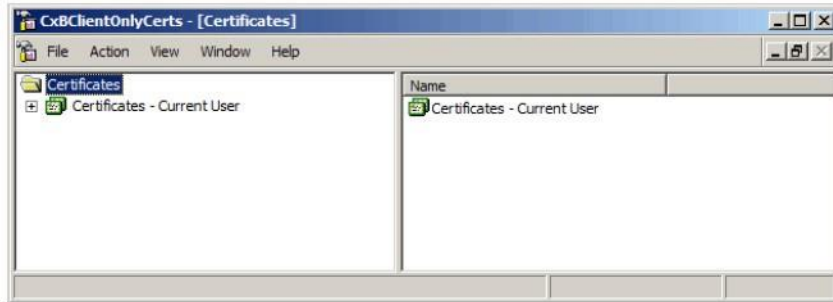 CxBClientOnlyCerts - [Certificates]
File Action View Window Help
Certificates
Certificates - Current User
Name
Certificates - Current User